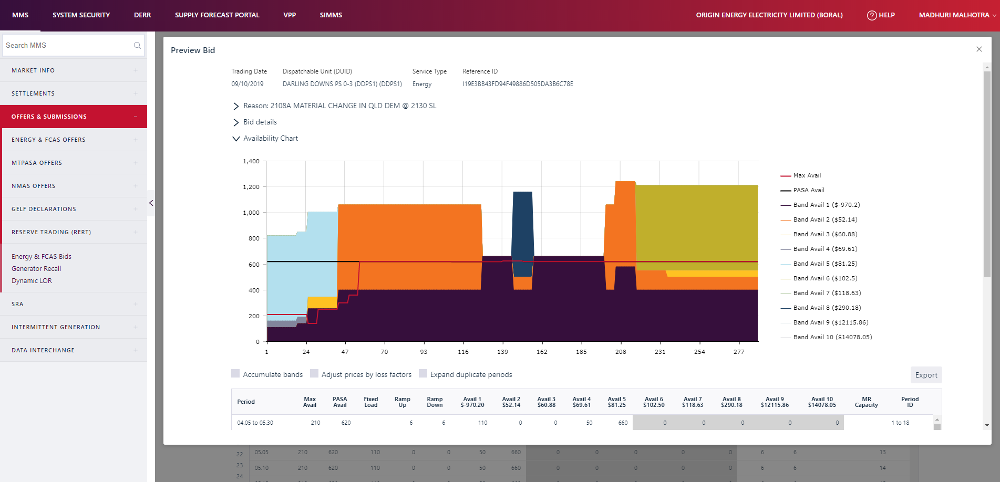 MMS SYSTEM SECURITY DERR SUPPLY FORECAST PORTAL VPP SIMMS ORIGIN ENERGY ELECTRICITY LIMITED (BORAL) ? HELP MADHURI MALHOTRA
Search MMS
MARKET INFO
SETTLEMENTS
OFFERS & SUBMISSIONS
ENERGY & FCAS OFFERS
MTPASA OFFERS
NMAS OFFERS
GELF DECLARATIONS
RESERVE TRADING (RERT)
Energy & FCAS Bids
Generator Recall
Dynamic LOR
SRA
INTERMITTENT GENERATION
DATA INTERCHANGE
Preview Bid
Trading Date Dispatchable Unit (DUID) Service Type Reference ID
09/10/2019 DARLING DOWNS PS 0-3 (DDPS1) (DDPS1) Energy I19E3BB43FD94F49886D505DA3B6C78E
Reason: 2108A MATERIAL CHANGE IN QLD DEM @ 2130 SL
Bid details
Availability Chart
1,400
1,200
1,000
800
600
400
200
0
1 24 47 70 93 116 139 162 185 208 231 254 277
Max Avail
PASA Avail
Band Avail 1 ($-970.2)
Band Avail 2 ($52.14)
Band Avail 3 ($60.88)
Band Avail 4 ($69.61)
Band Avail 5 ($81.25)
Band Avail 6 ($102.5)
Band Avail 7 ($118.63)
Band Avail 8 ($290.18)
Band Avail 9 ($12115.86)
Band Avail 10 ($14078.05)
Accumulate bands Adjust prices by loss factors Expand duplicate periods Export
Period Max Avail PASA Avail Fixed Load Ramp Up Ramp Down Avail 1 $-970.20 Avail 2 $52.14 Avail 3 $60.88 Avail 4 $69.61 Avail 5 $81.25 Avail 6 $102.50 Avail 7 $118.63 Avail 8 $290.18 Avail 9 $12115.86 Avail 10 $14078.05 MR Capacity Period ID
04.05 to 05.30 210 620 6 6 110 0 0 50 660 0 0 0 0 0 1 to 18
22 05.05 210 620 110 0 0 50 660 0 0 0 0 0 6 6 13
23 05.10 210 620 110 0 0 50 660 0 0 0 0 0 6 6 14
24